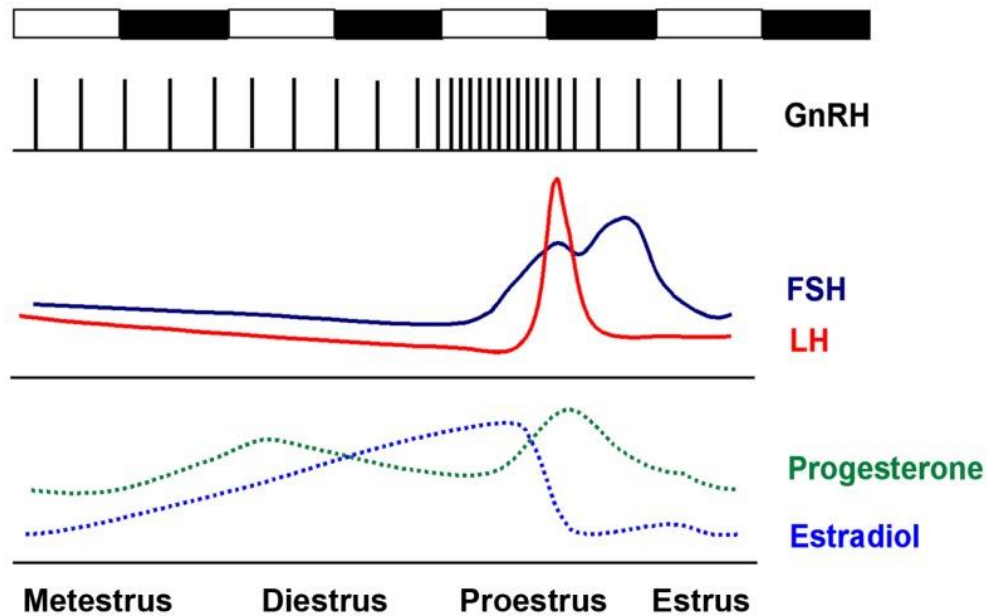 GnRH
FSH
LH
Progesterone
Estradiol
Metestrus Diestrus Proestrus Estrus